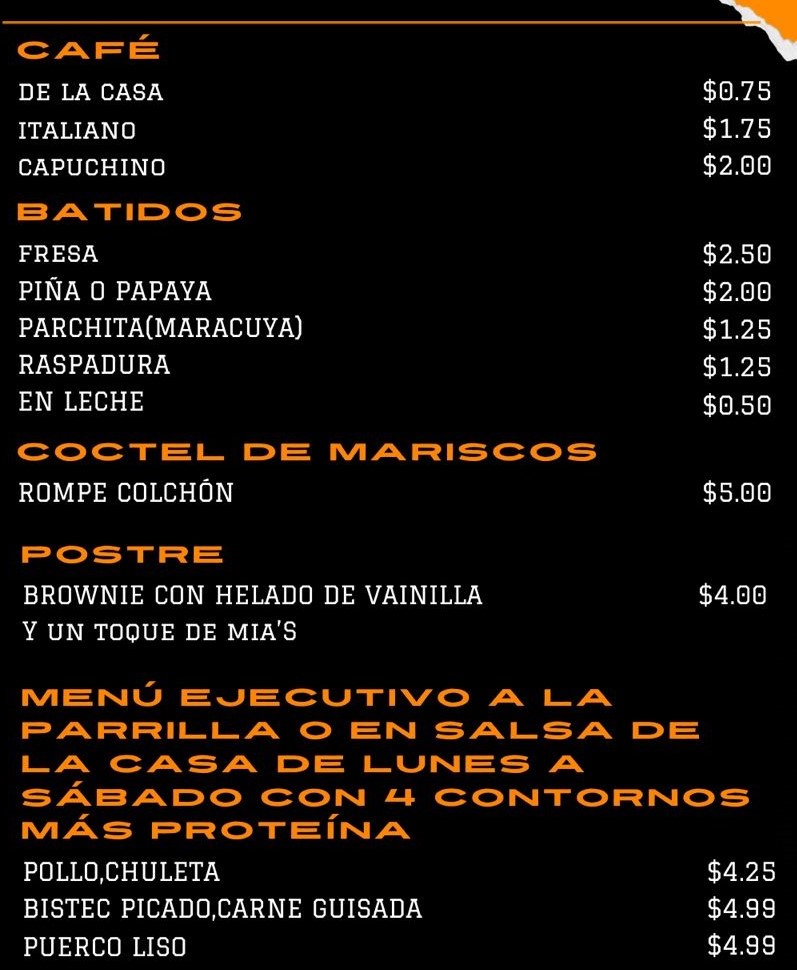 CAFÉ
DE LA CASA $0.75
ITALIANO $1.75
CAPUCHINO $2.00
BATIDOS
FRESA $2.50
PIÑA O PAPAYA $2.00
PARCHITA(MARACUYA) $1.25
RASPADURA $1.25
EN LECHE $0.50
COCTEL DE MARISCOS
ROMPE COLCHÓN $5.00
POSTRE
BROWNIE CON HELADO DE VAINILLA $4.00
Y UN TOQUE DE MIA'S
MENÚ EJECUTIVO A LA
PARRILLA O EN SALSA DE
LA CASA DE LUNES A
SÁBADO CON 4 CONTORNOS
MÁS PROTEÍNA
POLLO,CHULETA $4.25
BISTEC PICADO,CARNE GUISADA $4.99
PUERCO LISO $4.99